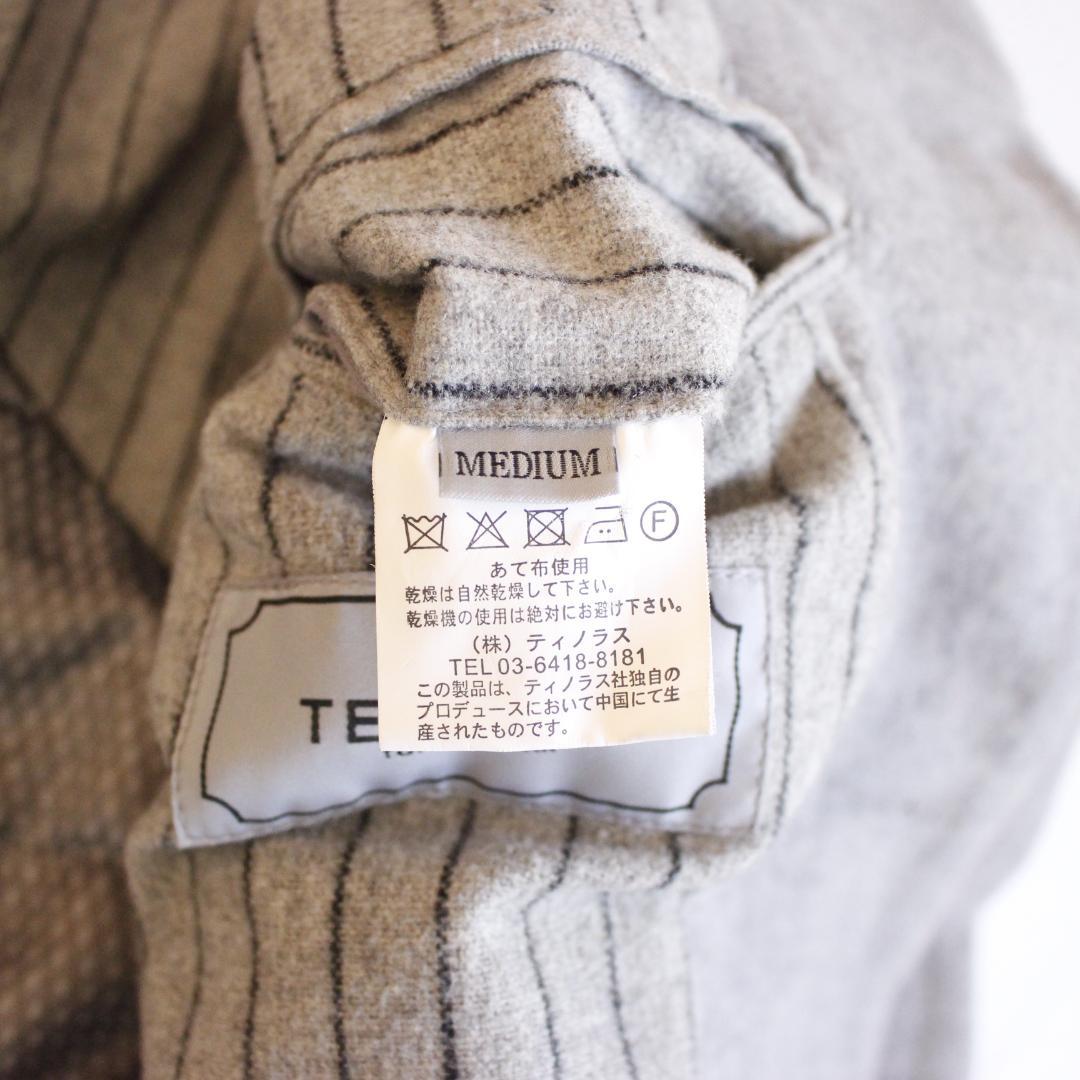 MEDIUM
F
あて布使用
乾燥は自然乾燥して下さい。
乾燥機の使用は絶対にお避け下さい。
（株）ティノラス
TEL 03-6418-8181
この製品は、ティノラス社独自の
プロデュースにおいて中国にて生
産されたものです。
TE